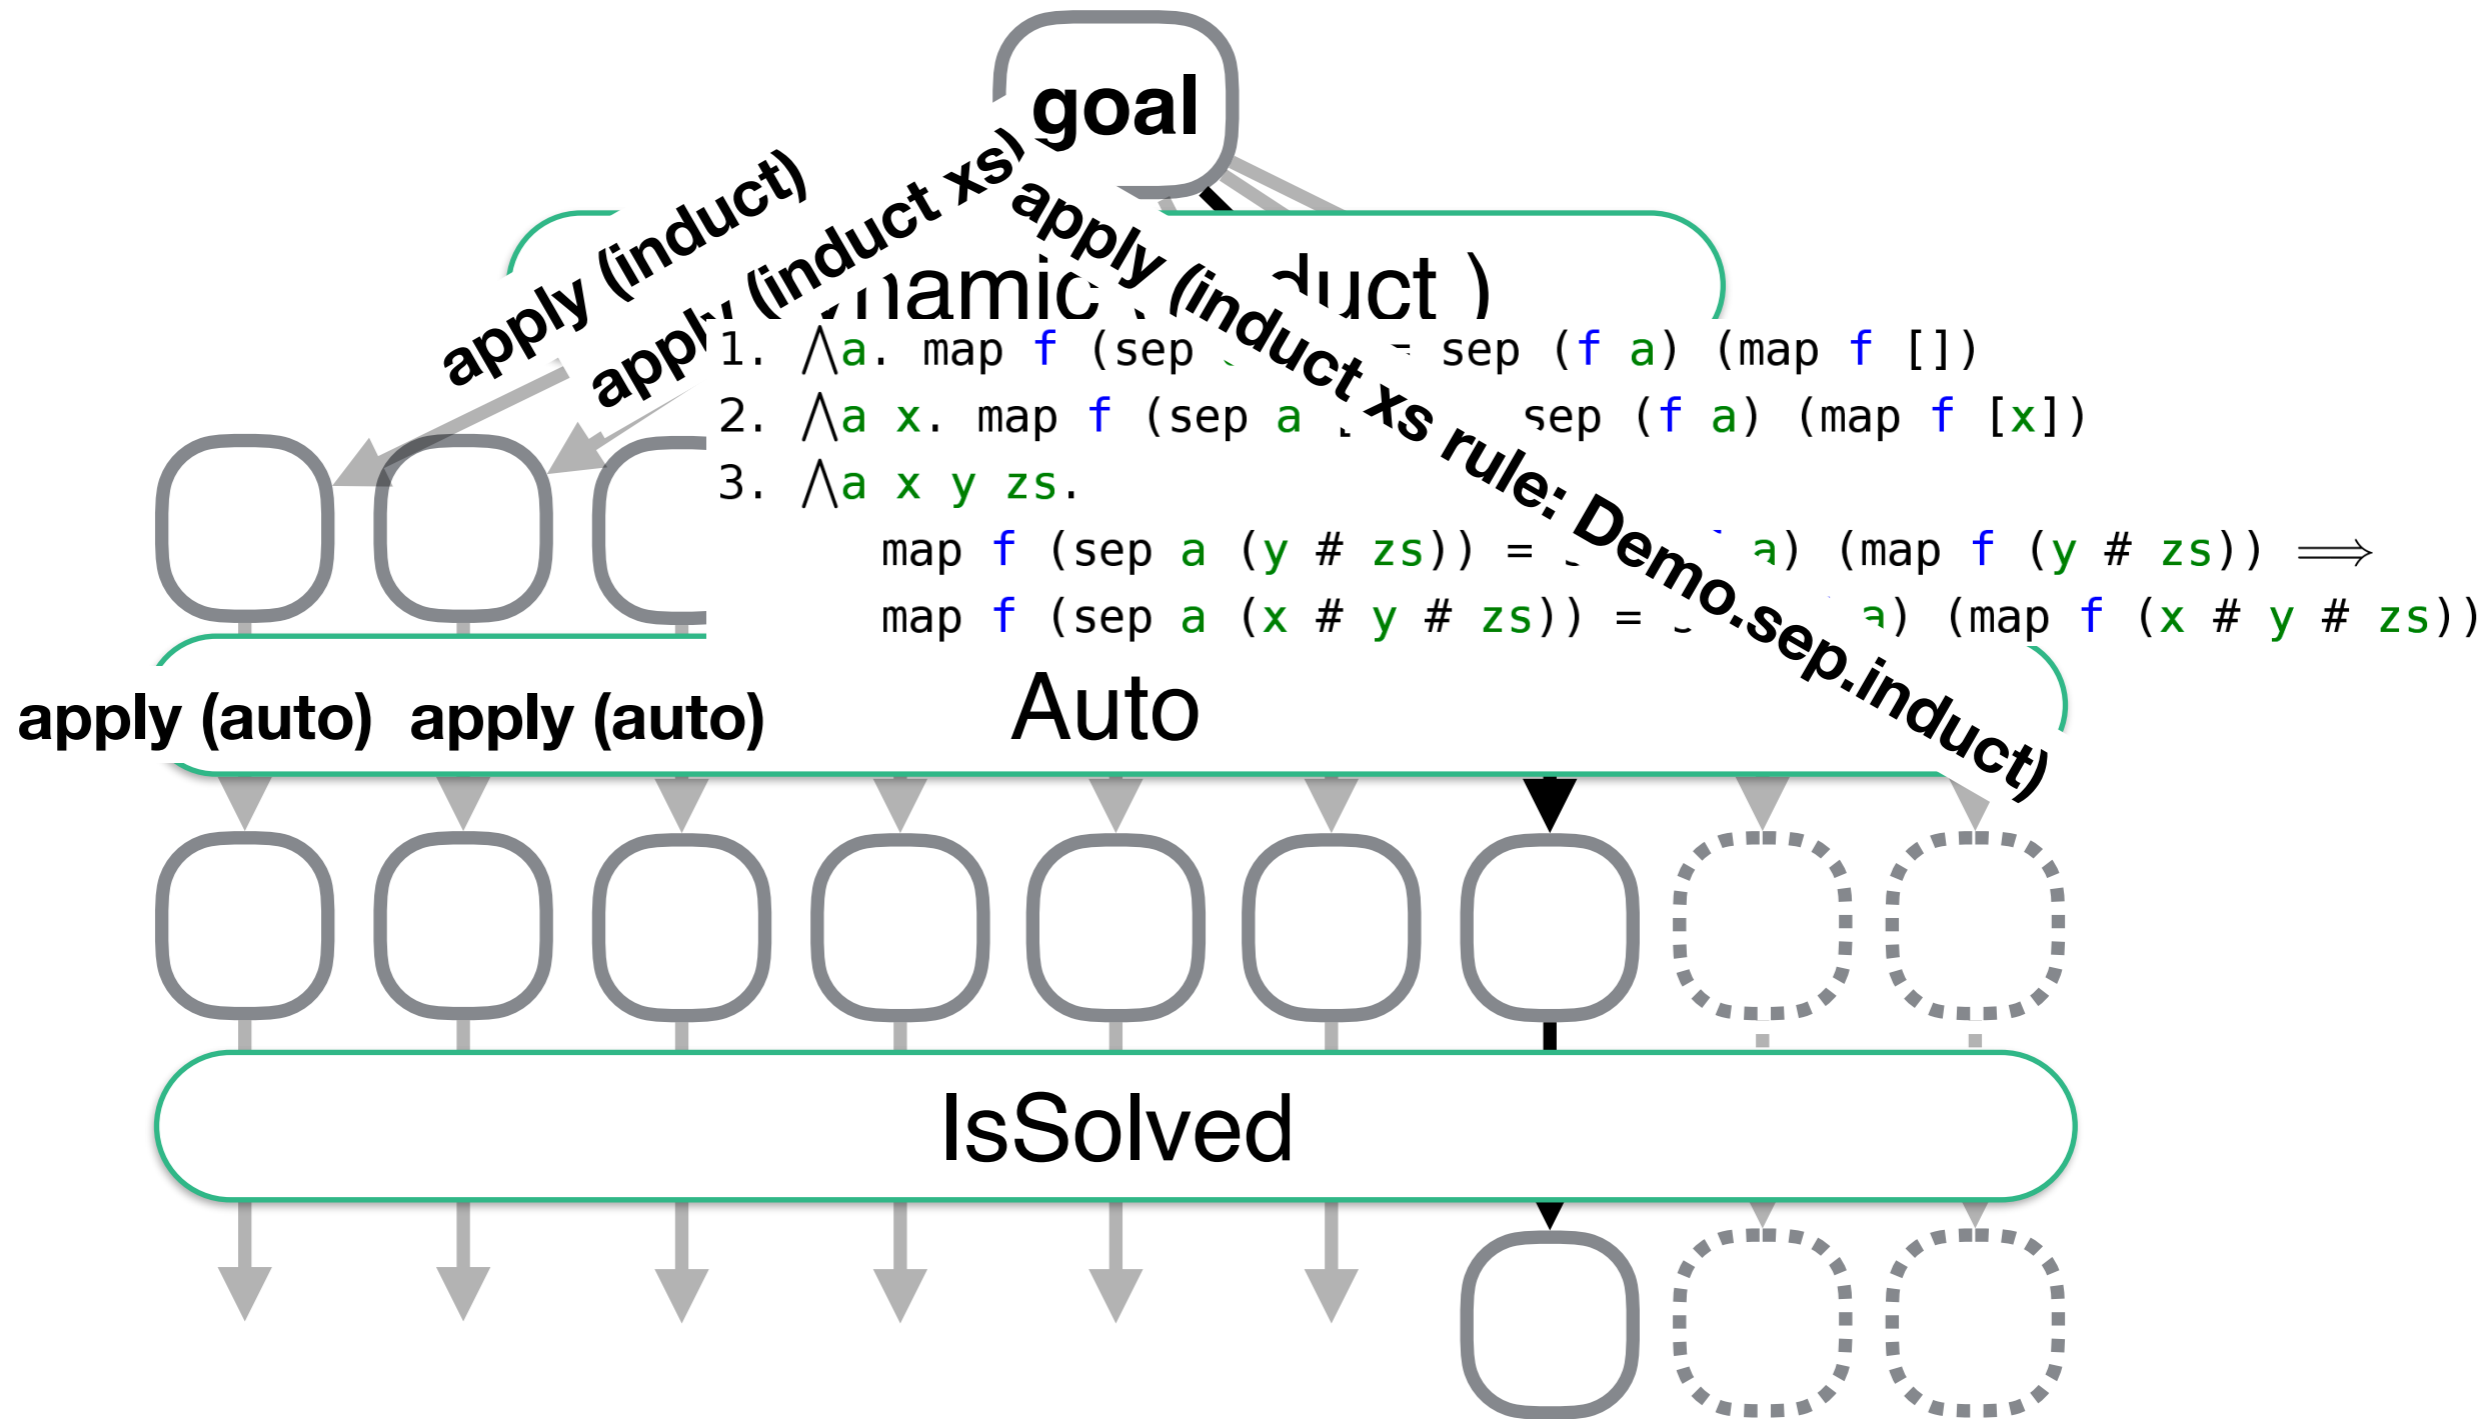 goal
apply (induct)
apply (induct xs)
apply (induct xs rule: Demo.sep.induct)
1. ⋀a. map f (sep = sep (f a) (map f [])
2. ⋀a x. map f (sep a sep (f a) (map f [x])
3. ⋀a x y zs.
map f (sep a (y # zs)) = a) (map f (y # zs)) ⟹
map f (sep a (x # y # zs)) = a) (map f (x # y # zs))
apply (auto) apply (auto) Auto
IsSolved